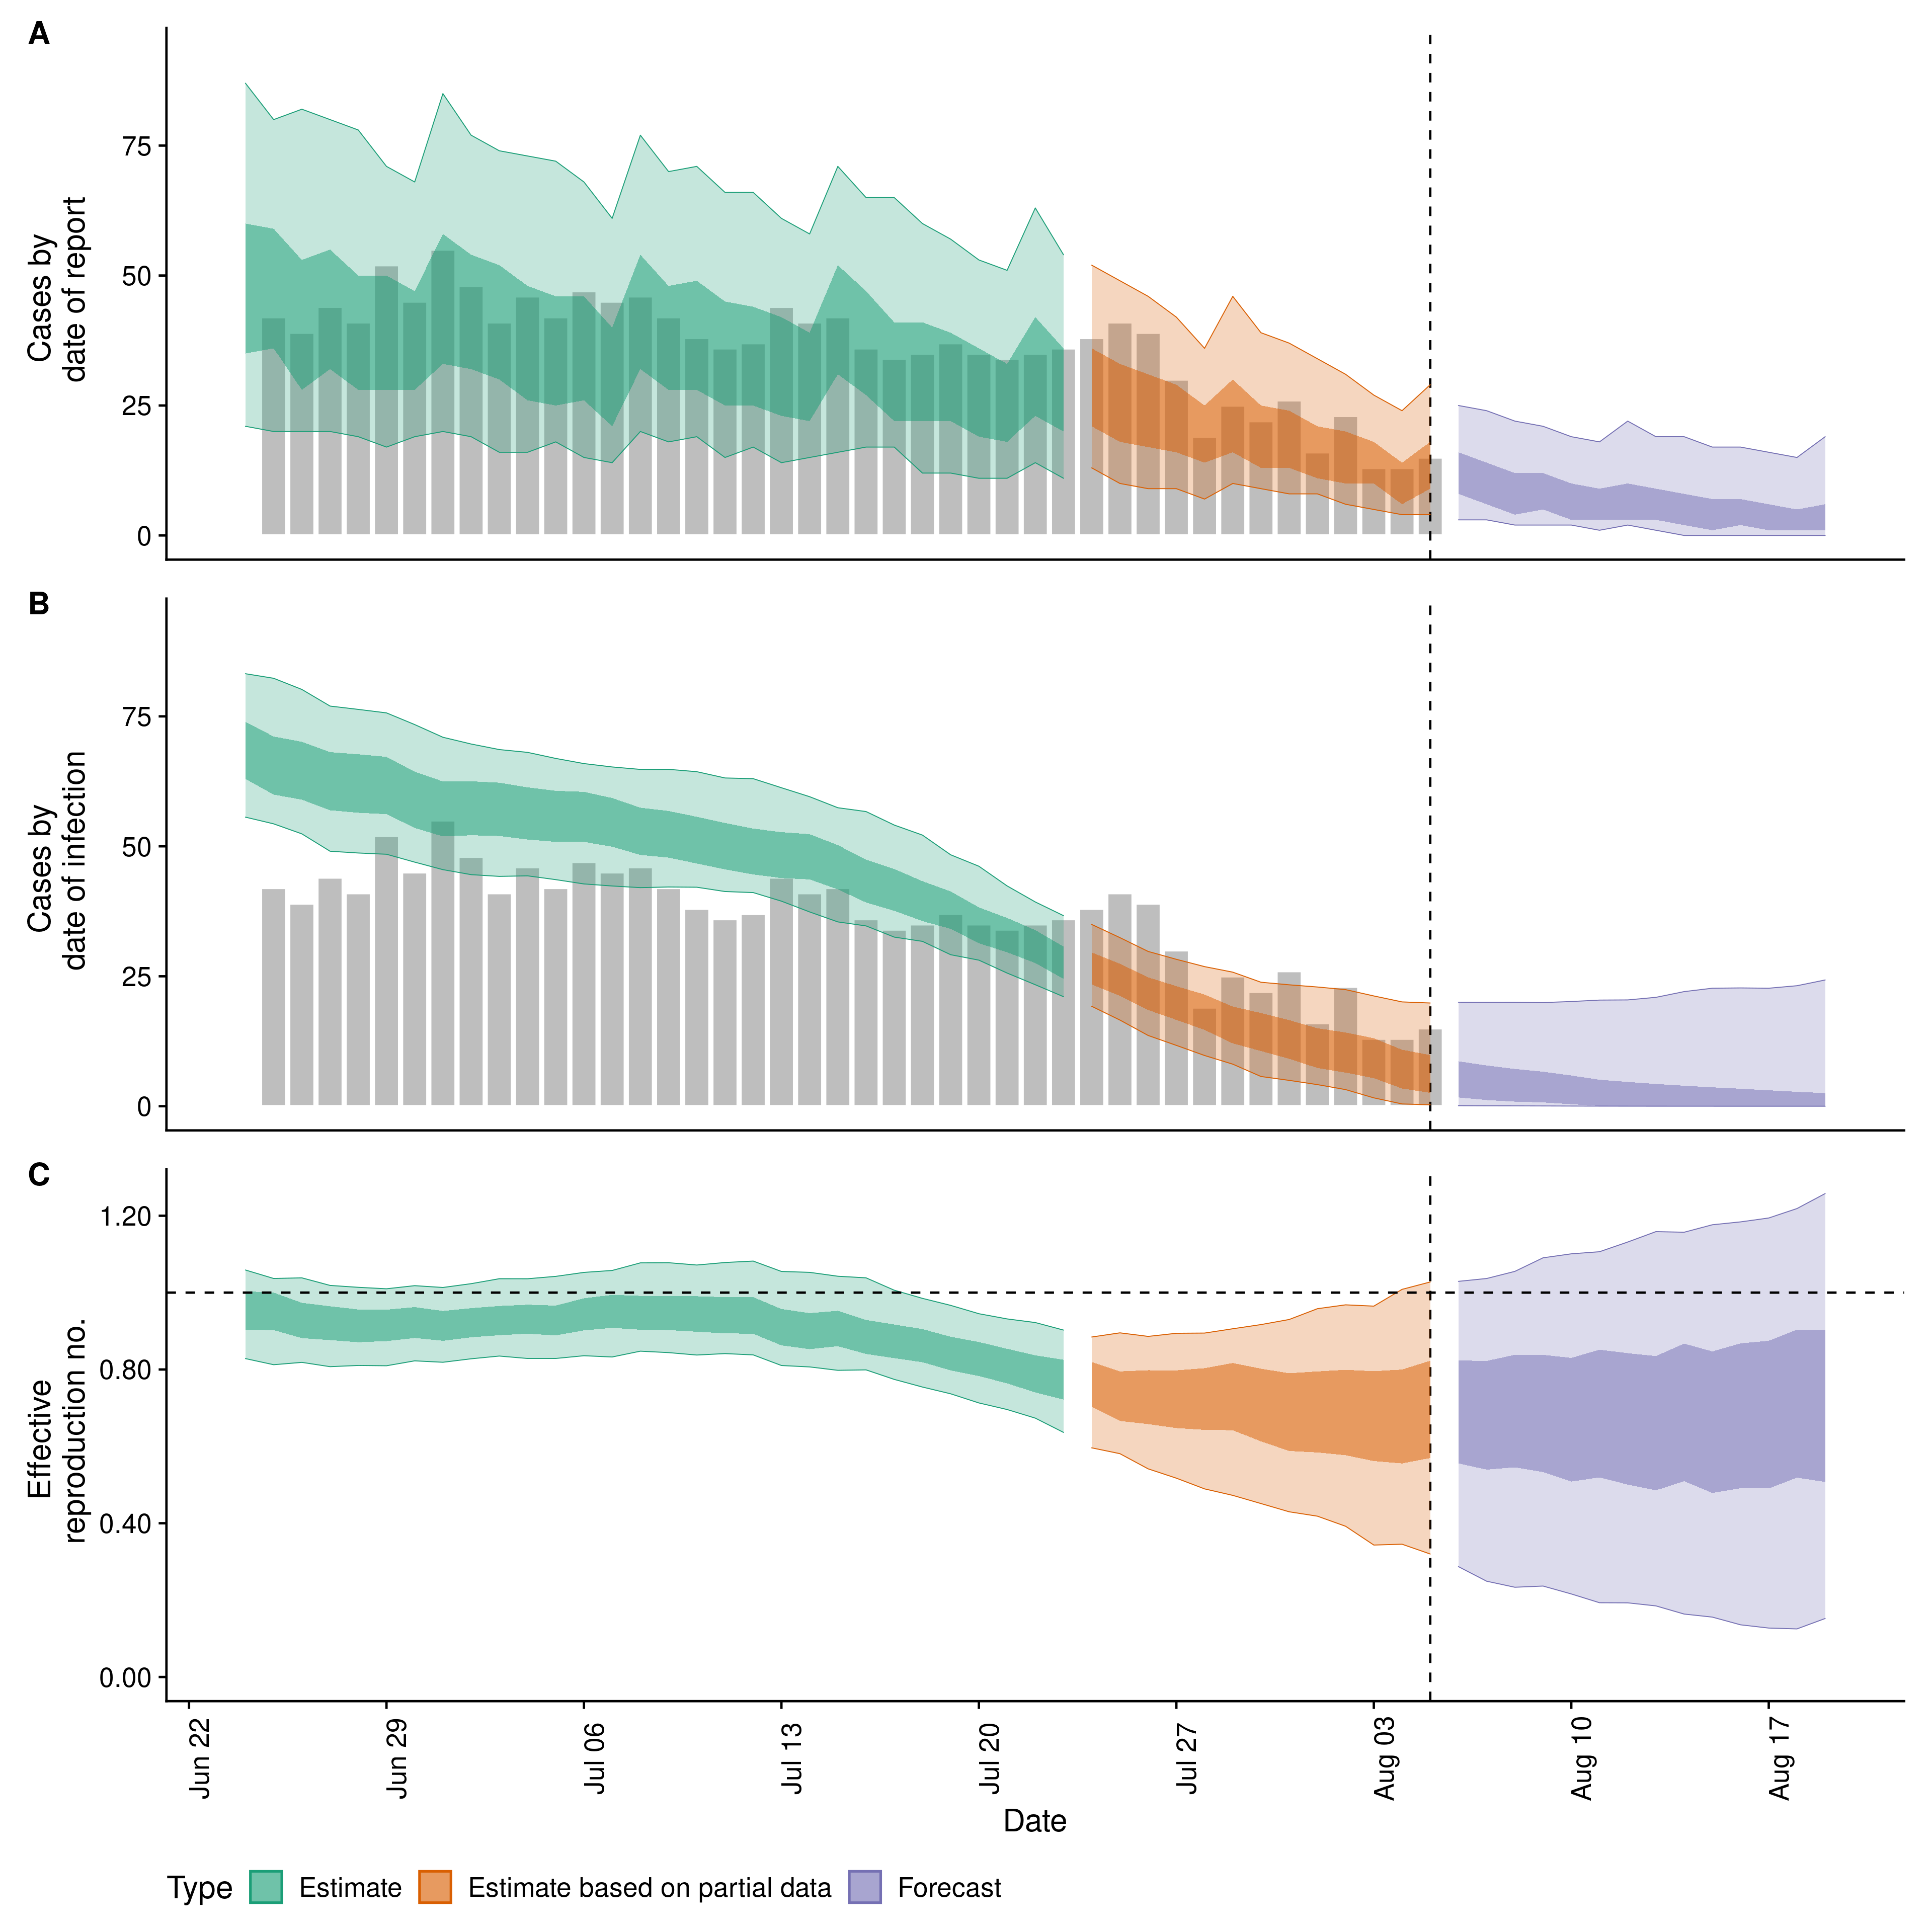 A
75
50
25
0
Cases by
date of report
B
75
50
25
0
Cases by
date of infection
C
1.20
0.80
0.40
0.00
Effective
reproduction no.
Jun 22
Jun 29
Jul 06
Jul 13
Jul 20
Jul 27
Aug 03
Aug 10
Aug 17
Date
Type Estimate Estimate based on partial data Forecast